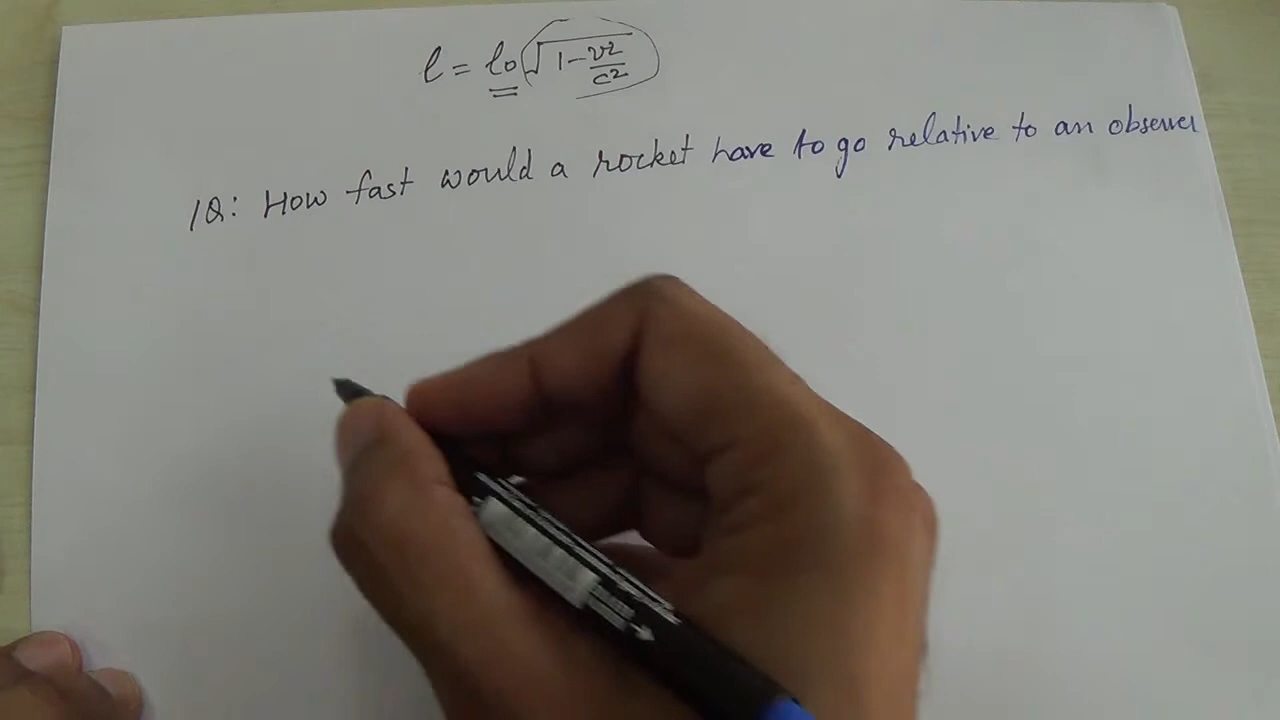 l = l₀ √1 - v²/c²
1Q: How fast would a rocket have to go relative to an observer